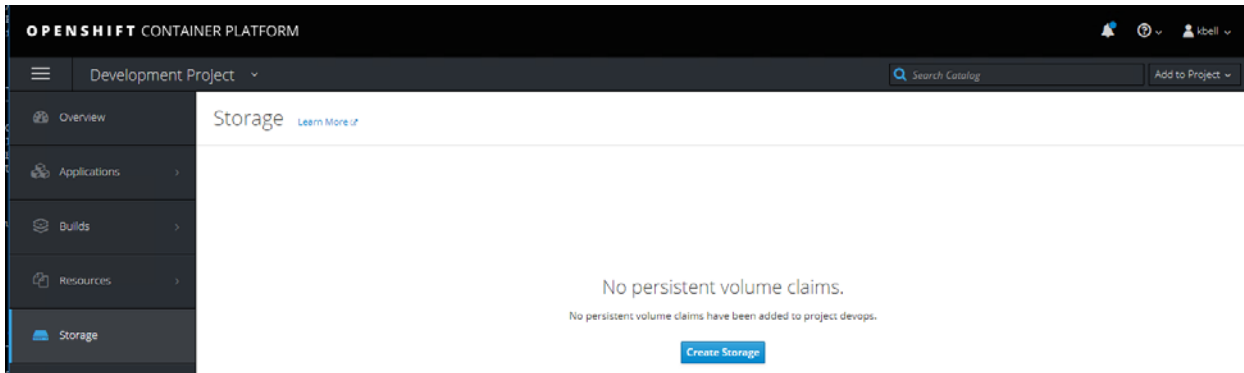 OPENSHIFT CONTAINER PLATFORM
kbell
Development Project
Search Catalog
Add to Project
Overview
Storage Learn More
Applications
Builds
Resources
No persistent volume claims.
No persistent volume claims have been added to project devops.
Storage
Create Storage